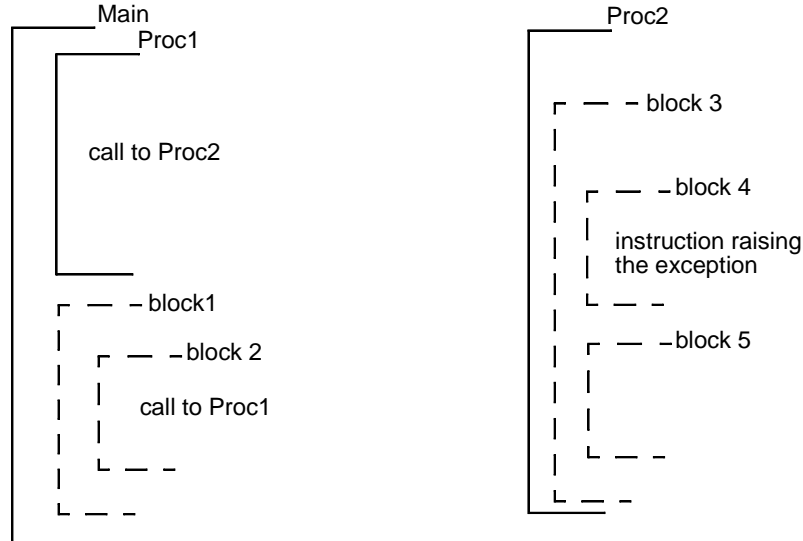 Main
Proc1
call to Proc2
block1
block 2
call to Proc1
Proc2
block 3
block 4
instruction raising
the exception
block 5